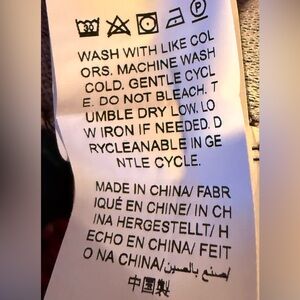 30
P
WASH WITH LIKE COL
ORS. MACHINE WASH
COLD. GENTLE CYCL
E. DO NOT BLEACH. T
UMBLE DRY LOW. LO
W IRON IF NEEDED. D
RYCLEANABLE IN GE
NTLE CYCLE.
MADE IN CHINA/ FABR
IQUÉ EN CHINE/ IN CH
INA HERGESTELLT/ H
ECHO EN CHINA/ FEIT
O NA CHINA/صنع بالصين/
中国製